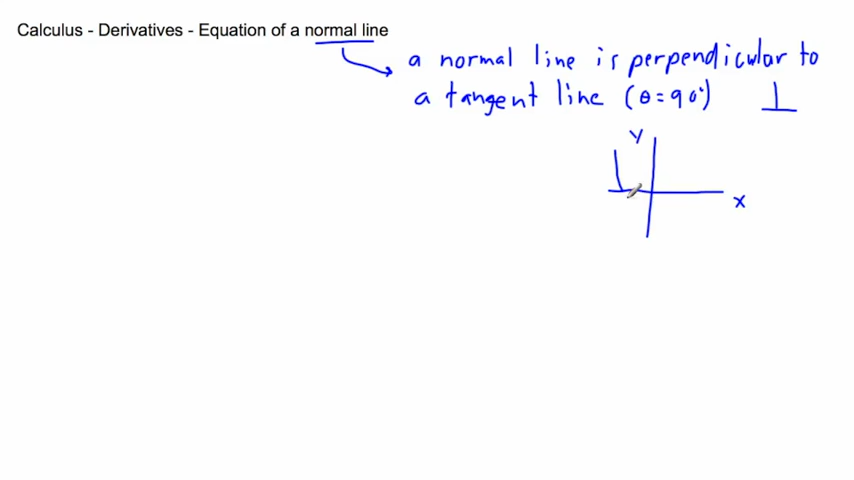 Calculus - Derivatives - Equation of a normal line
a normal line is perpendicular to
a tangent line (θ = 90°) ⊥
y
x